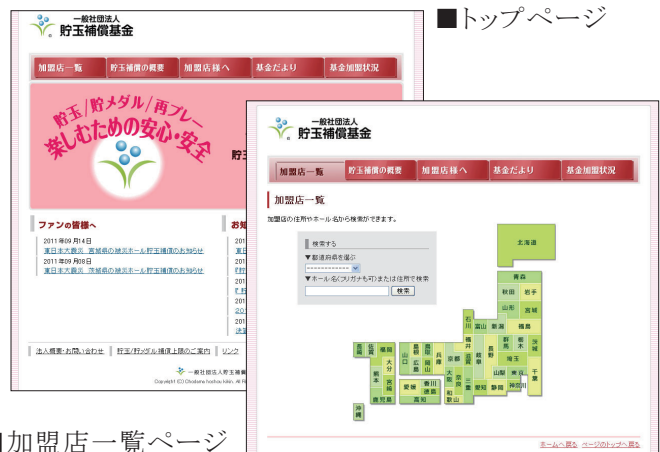 ■トップページ
一般社団法人
貯玉補償基金
加盟店一覧
貯玉補償の概要
加盟店様へ
基金だより
基金加盟状況
貯玉/貯メダル/再プレー
楽しむための安心・安全
ファンの皆様へ
2011年09月14日
東日本大震災 宮城県の被災ホール貯玉補償のお知らせ
2011年09月08日
東日本大震災 茨城県の被災ホール貯玉補償のお知らせ
法人概要・お問い合わせ
貯玉/貯メダル補償上限のご案内
リンク
一般社団法人貯玉補
Copyright (C) Chodama hoshou kikin. All Ri
加盟店一覧ページ
一般社団法人
貯玉補償基金
加盟店一覧
貯玉補償の概要
加盟店様へ
基金だより
基金加盟状況
加盟店一覧
加盟店の住所やホール名から検索ができます。
検索する
▼都道府県を選ぶ
------------
▼ホール名(フリガナも可)または住所で検索
検索
北海道
青森
秋田 岩手
山形 宮城
石川 富山 新潟 福島
福井 岐阜 長野 群馬 栃木 茨城
長崎 佐賀 福岡 山口 島根 鳥取 広島 岡山 兵庫 京都 滋賀 埼玉
大分 熊本 宮崎 大阪 奈良 山梨 東京 千葉
愛媛 香川 徳島 和歌山 三重 愛知 静岡 神奈川
鹿児島 高知
沖縄
ホームへ戻る ページのトップへ戻る